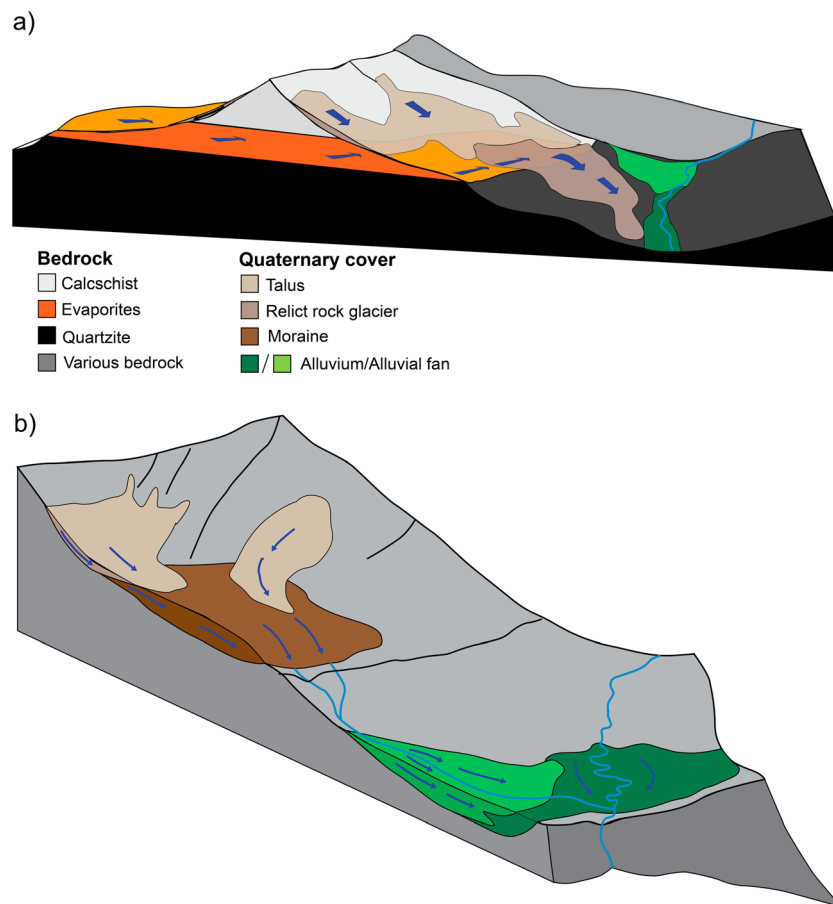 a)
Bedrock
Calcschist
Evaporites
Quartzite
Various bedrock
Quaternary cover
Talus
Relict rock glacier
Moraine
/ Alluvium/Alluvial fan
b)